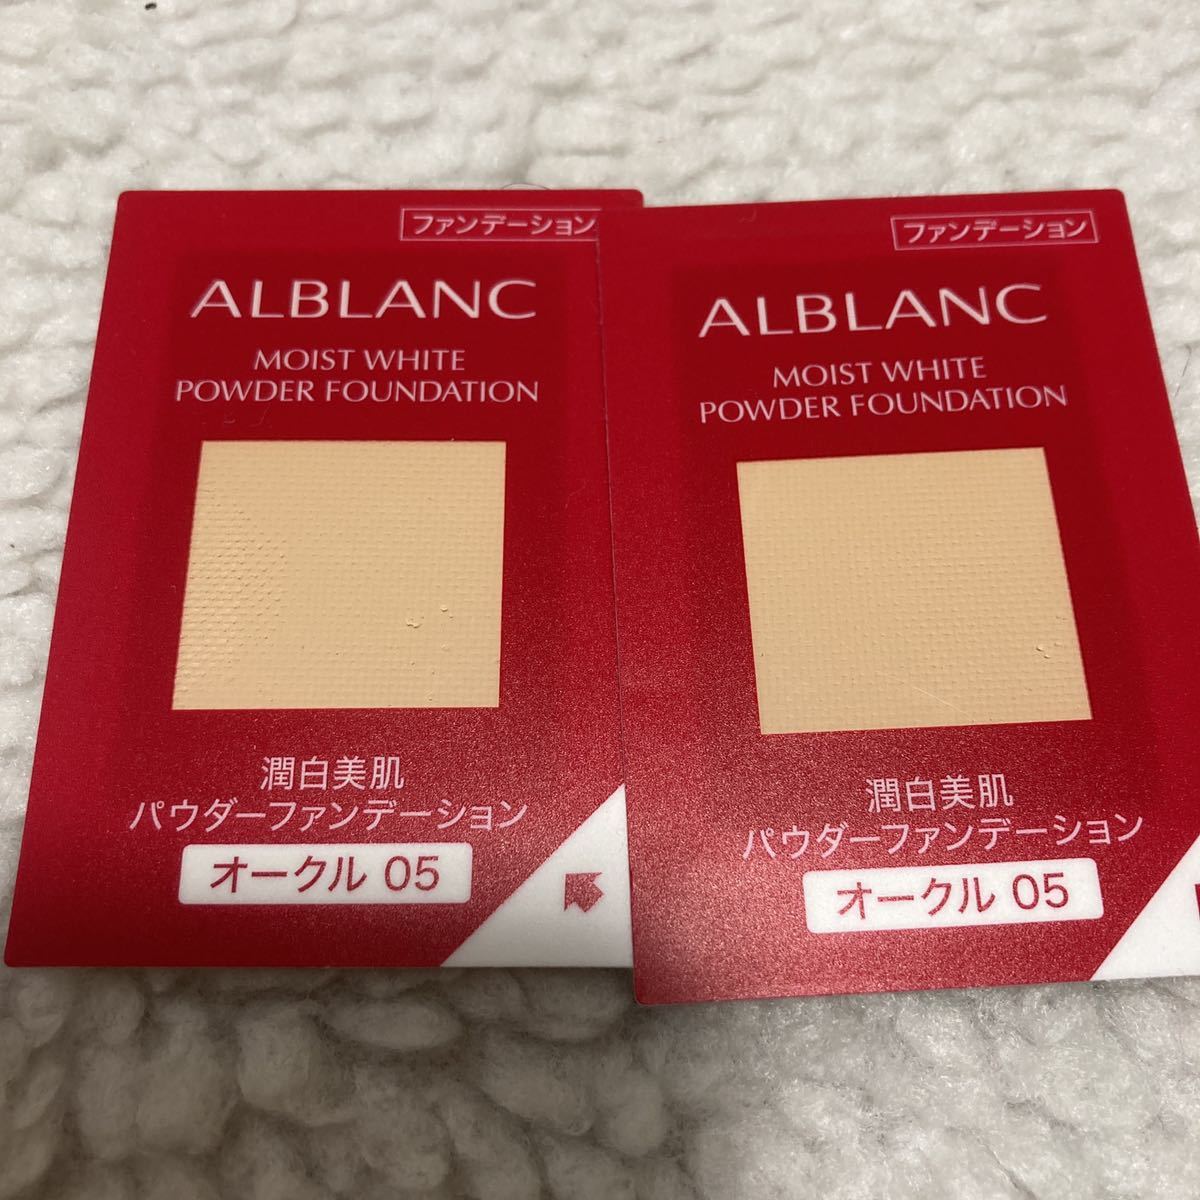 ファンデーション
ALBLANC
MOIST WHITE
POWDER FOUNDATION
潤白美肌
パウダーファンデーション
オークル 05
ファンデーション
ALBLANC
MOIST WHITE
POWDER FOUNDATION
潤白美肌
パウダーファンデーション
オークル 05